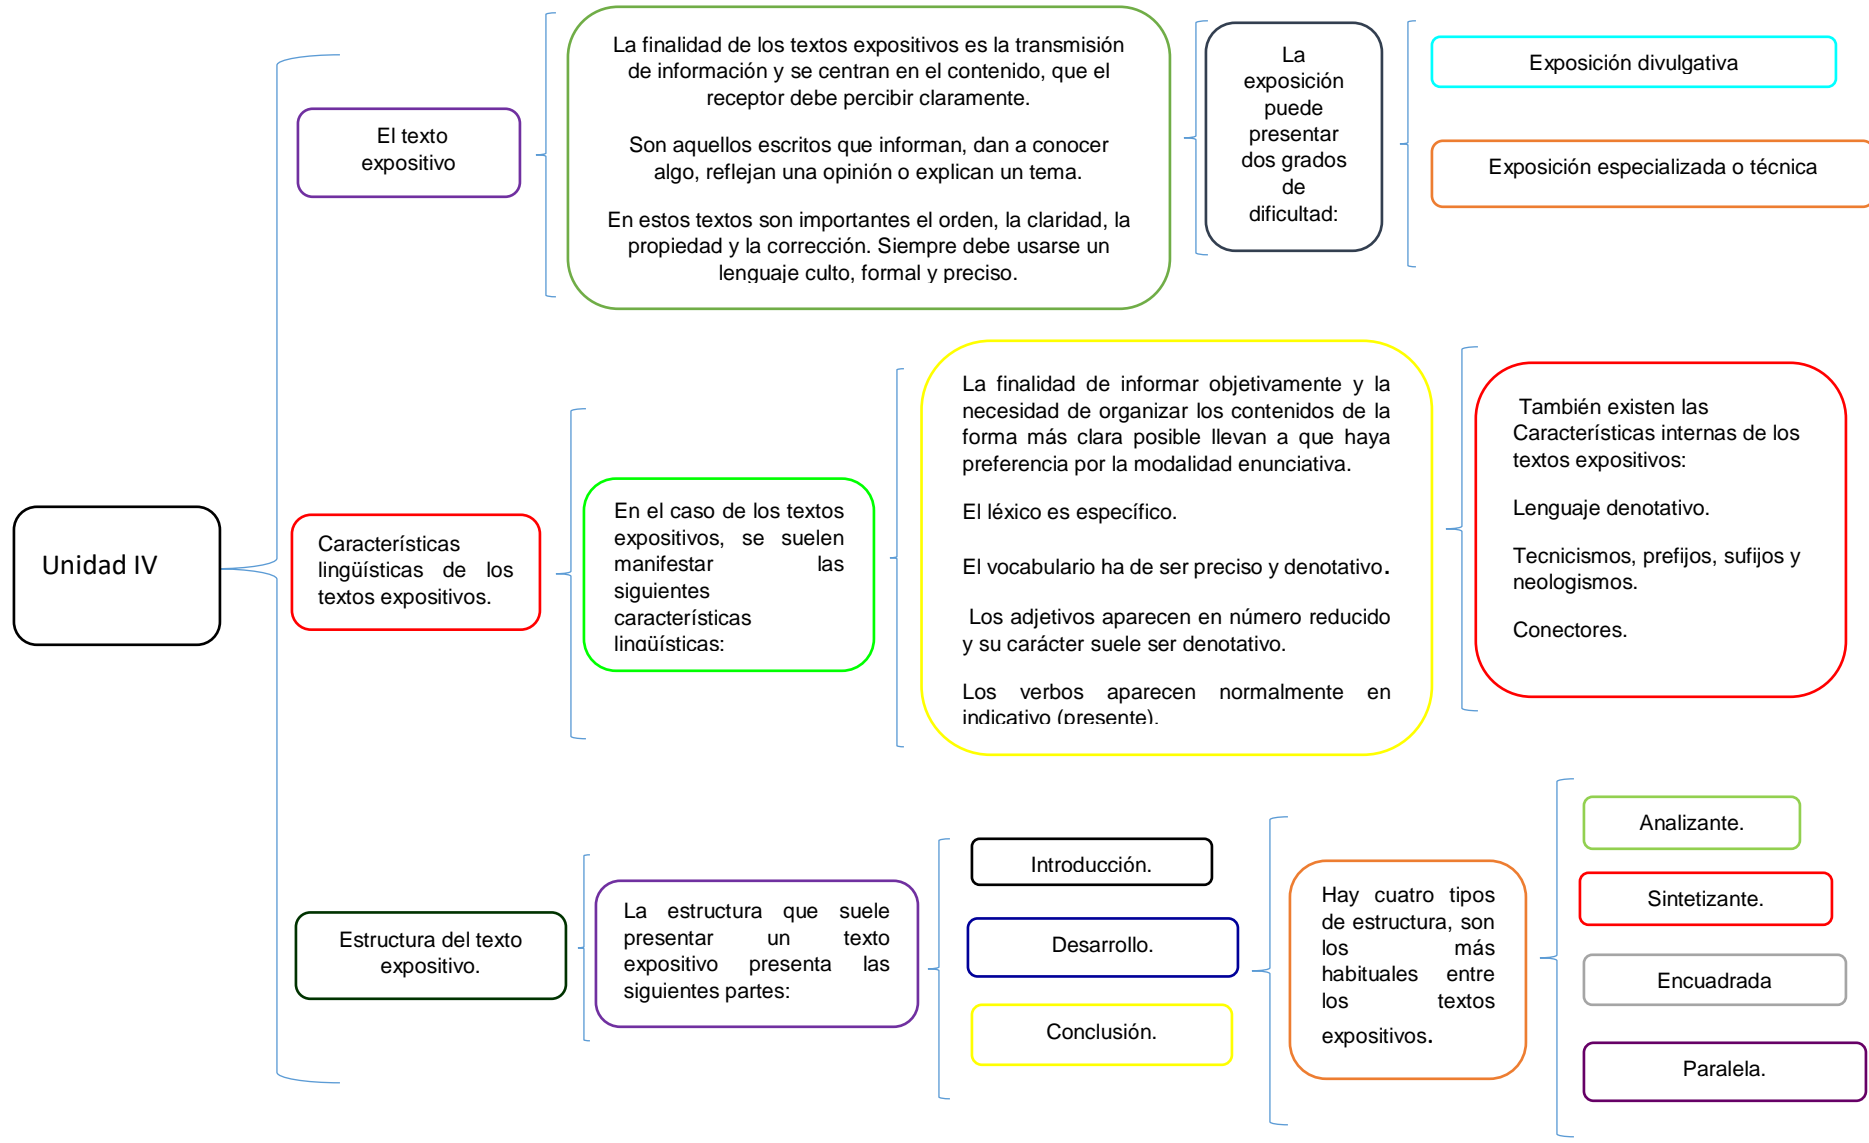 Unidad IV
El texto
expositivo
La finalidad de los textos expositivos es la transmisión
de información y se centran en el contenido, que el
receptor debe percibir claramente.
Son aquellos escritos que informan, dan a conocer
algo, reflejan una opinión o explican un tema.
En estos textos son importantes el orden, la claridad, la
propiedad y la corrección. Siempre debe usarse un
lenguaje culto, formal y preciso.
La
exposición
puede
presentar
dos grados
de
dificultad:
Exposición divulgativa
Exposición especializada o técnica
Características
lingüísticas de los
textos expositivos.
En el caso de los textos
expositivos, se suelen
manifestar las
siguientes
características
lingüísticas:
La finalidad de informar objetivamente y la
necesidad de organizar los contenidos de la
forma más clara posible llevan a que haya
preferencia por la modalidad enunciativa.
El léxico es específico.
El vocabulario ha de ser preciso y denotativo.
Los adjetivos aparecen en número reducido
y su carácter suele ser denotativo.
Los verbos aparecen normalmente en
indicativo (presente).
También existen las
Características internas de los
textos expositivos:
Lenguaje denotativo.
Tecnicismos, prefijos, sufijos y
neologismos.
Conectores.
Estructura del texto
expositivo.
La estructura que suele
presentar un texto
expositivo presenta las
siguientes partes:
Introducción.
Desarrollo.
Conclusión.
Hay cuatro tipos
de estructura, son
los más
habituales entre
los textos
expositivos.
Analizante.
Sintetizante.
Encuadrada
Paralela.